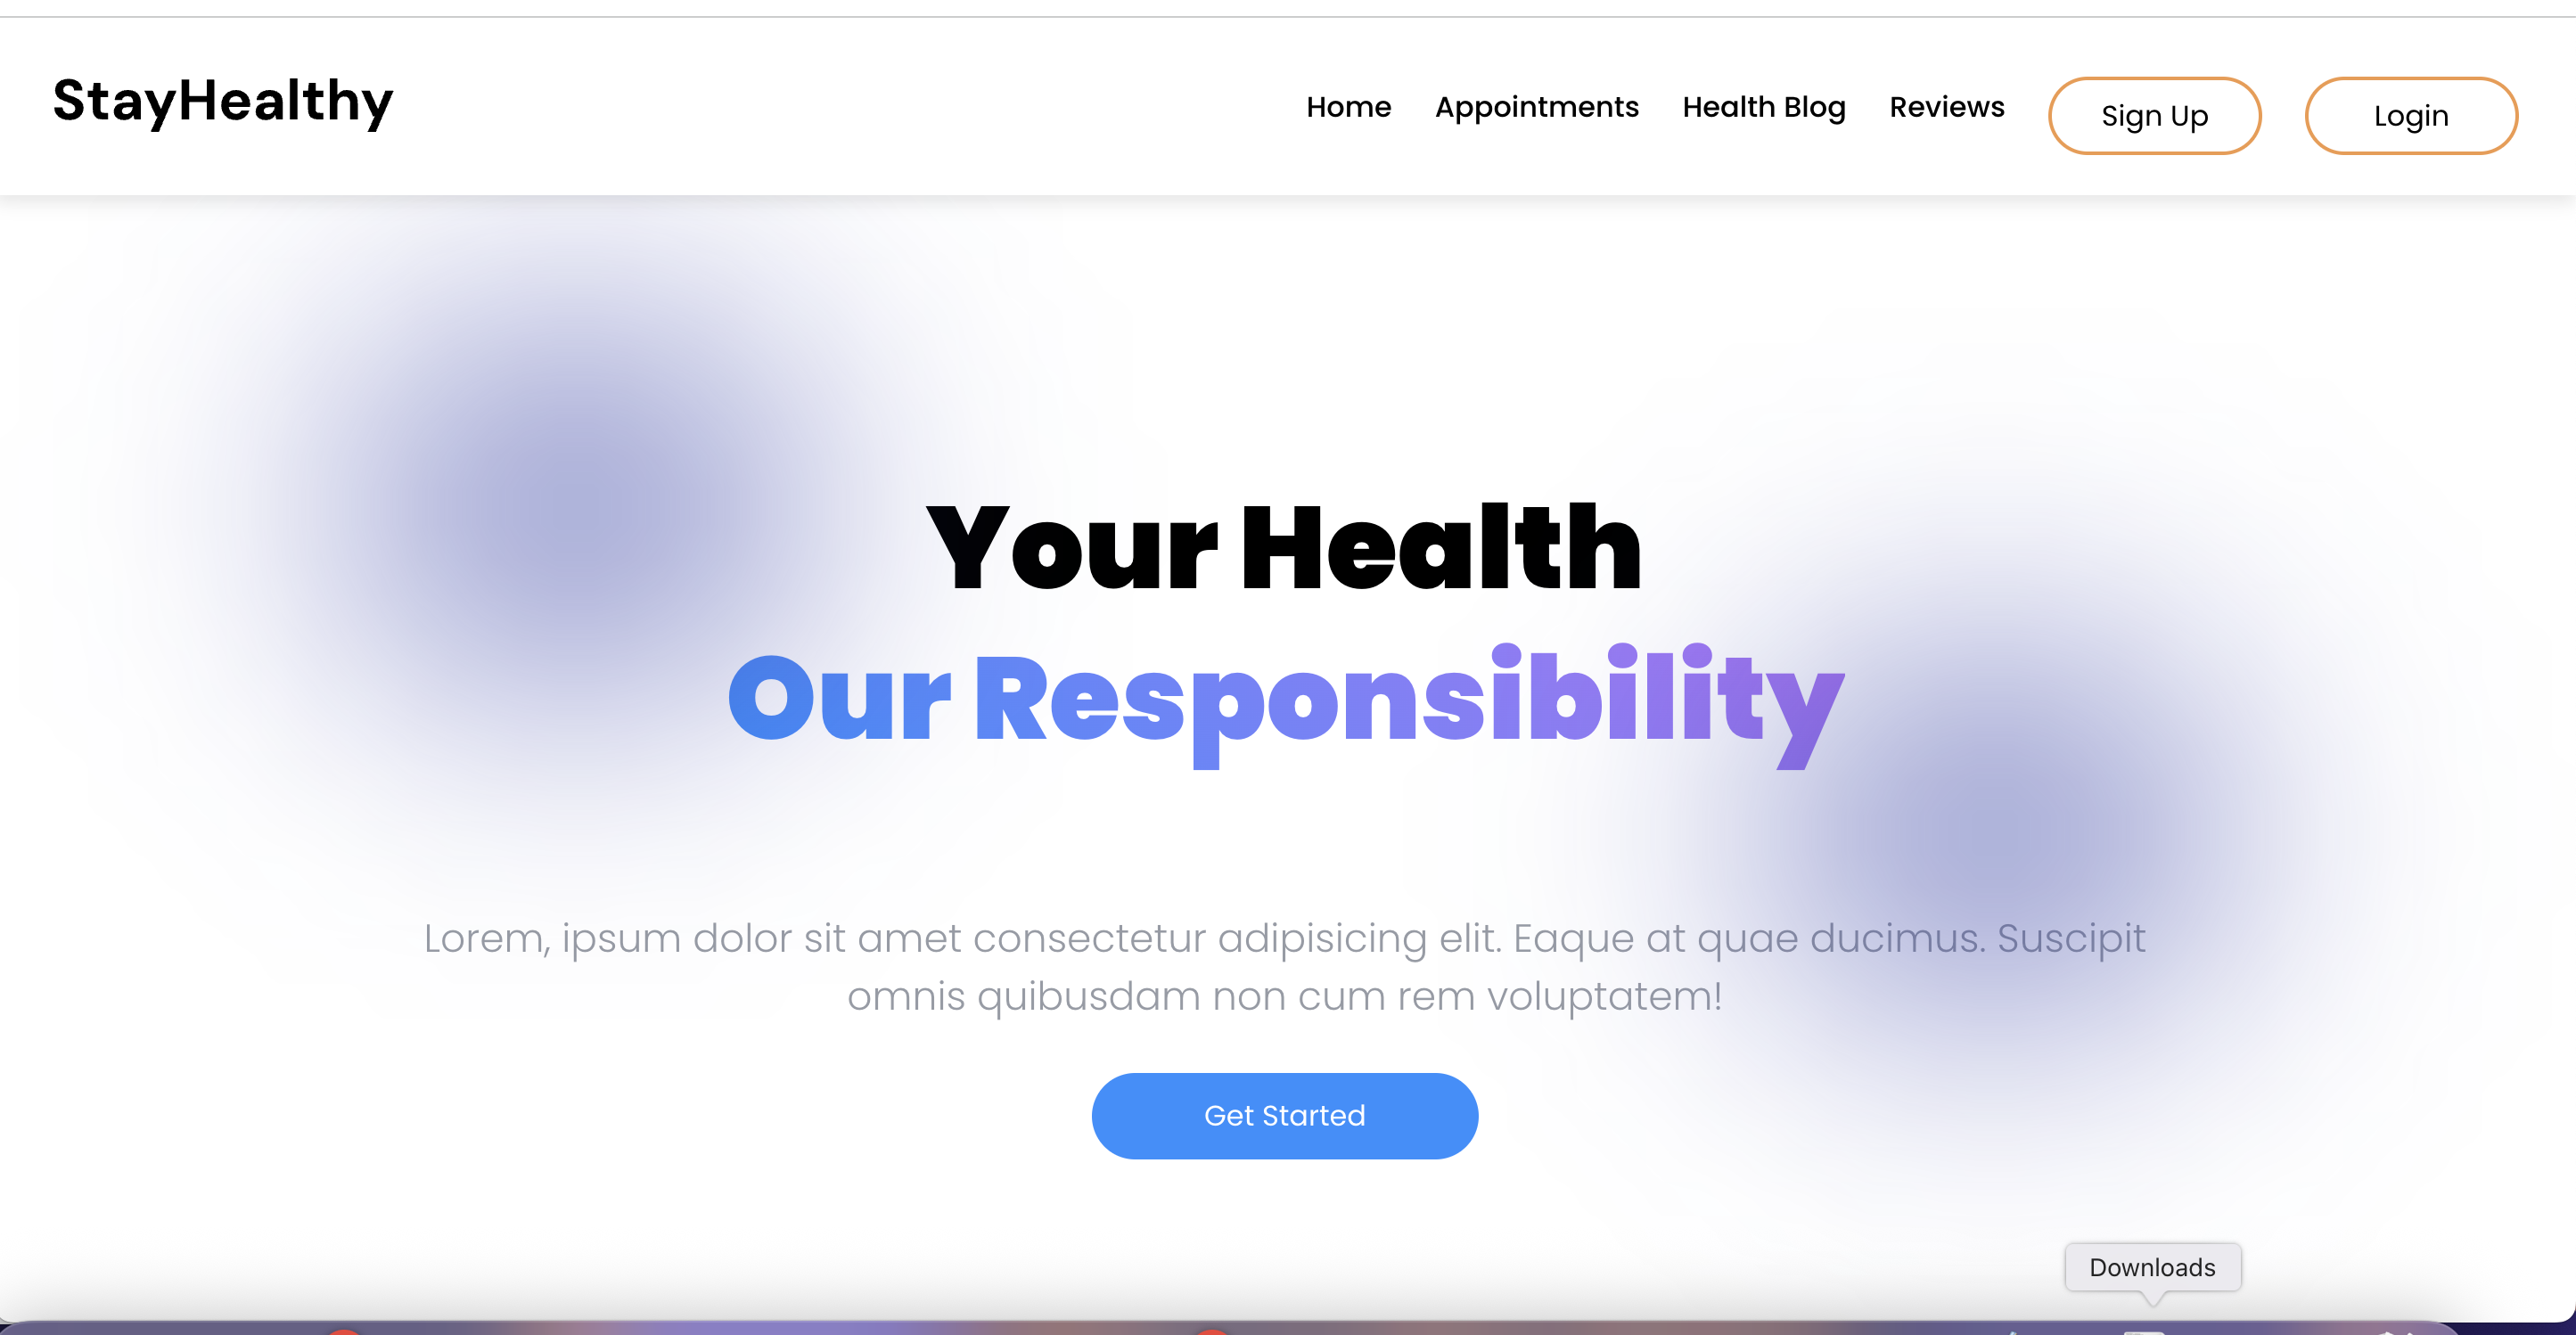 StayHealthy
Home Appointments Health Blog Reviews Sign Up Login
Your Health
Our Responsibility
Lorem, ipsum dolor sit amet consectetur adipisicing elit. Eaque at quae ducimus. Suscipit
omnis quibusdam non cum rem voluptatem!
Get Started
Downloads